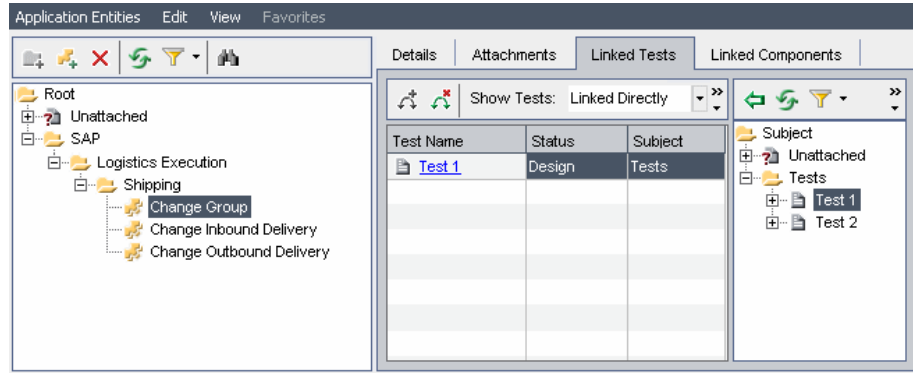 Application Entities Edit View Favorites
Details Attachments Linked Tests Linked Components
Show Tests: Linked Directly
Root
Unattached
SAP
Logistics Execution
Shipping
Change Group
Change Inbound Delivery
Change Outbound Delivery
Test Name Status Subject
Test 1 Design Tests
Subject
Unattached
Tests
Test 1
Test 2